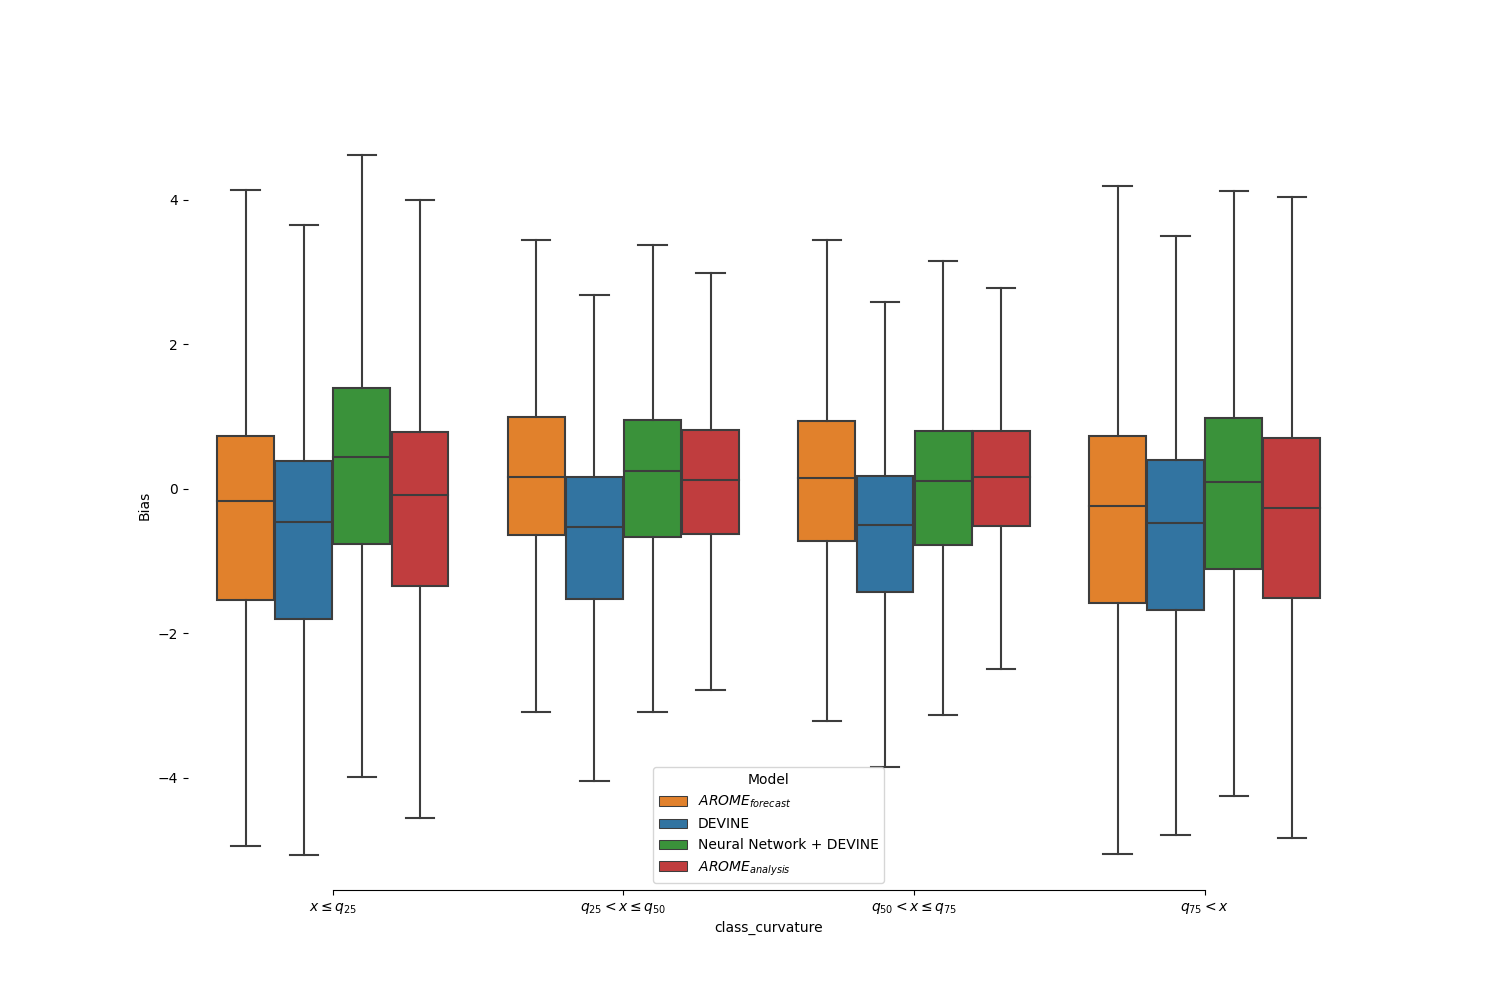 Bias
4
2
0
−2
−4
Model
AROME_forecast
DEVINE
Neural Network + DEVINE
AROME_analysis
x ≤ q₂₅
q₂₅ < x ≤ q₅₀
q₅₀ < x ≤ q₇₅
q₇₅ < x
class_curvature